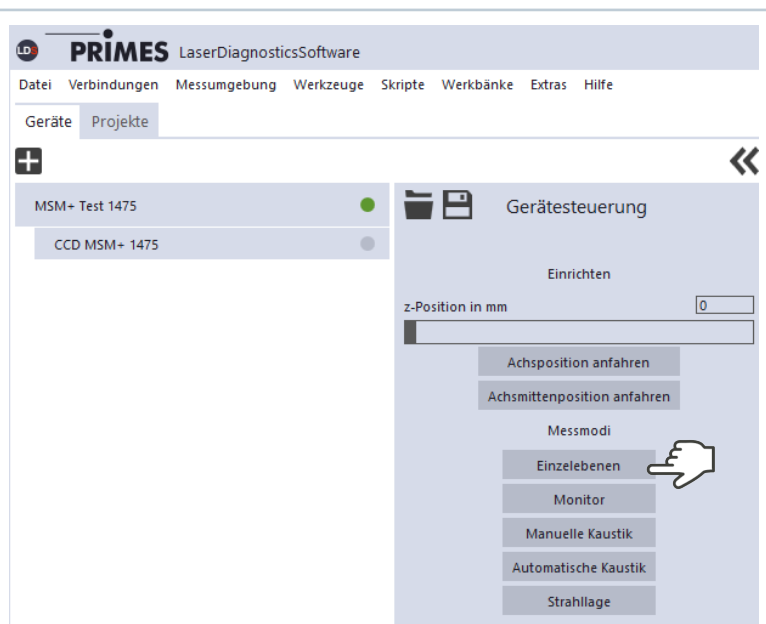 LDS PRIMES LaserDiagnosticsSoftware
Datei Verbindungen Messumgebung Werkzeuge Skripte Werkbänke Extras Hilfe
Geräte Projekte
MSM+ Test 1475
CCD MSM+ 1475
Gerätesteuerung
Einrichten
z-Position in mm 0
Achsposition anfahren
Achsmittenposition anfahren
Messmodi
Einzelebenen
Monitor
Manuelle Kaustik
Automatische Kaustik
Strahllage